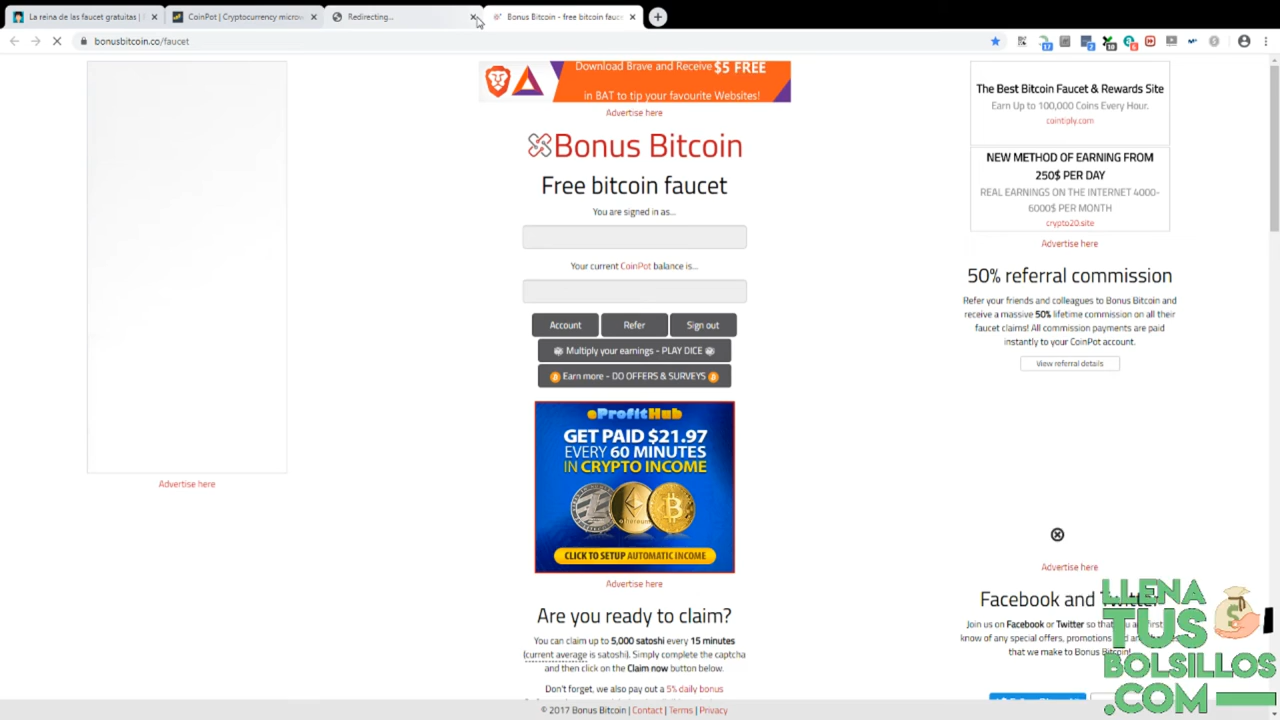 La reina de las faucet gratuitas |
CoinPot | Cryptocurrency microw
Redirecting...
Bonus Bitcoin - free bitcoin fauc
bonusbitcoin.co/faucet
Download Brave and Receive $5 FREE
in BAT to tip your favourite Websites!
Advertise here
Bonus Bitcoin
Free bitcoin faucet
You are signed in as...
Your current CoinPot balance is...
Account
Refer
Sign out
Multiply your earnings - PLAY DICE
Earn more - DO OFFERS & SURVEYS
eProfitHub
GET PAID $21.97
EVERY 60 MINUTES
IN CRYPTO INCOME
ethereum
CLICK TO SETUP AUTOMATIC INCOME
Advertise here
Are you ready to claim?
You can claim up to 5,000 satoshi every 15 minutes
(current average is satoshi). Simply complete the captcha
and then click on the Claim now button below.
Don't forget, we also pay out a 5% daily bonus
Advertise here
The Best Bitcoin Faucet & Rewards Site
Earn Up to 100,000 Coins Every Hour.
cointiply.com
NEW METHOD OF EARNING FROM
250$ PER DAY
REAL EARNINGS ON THE INTERNET 4000-
6000$ PER MONTH
crypto20.site
Advertise here
50% referral commission
Refer your friends and colleagues to Bonus Bitcoin and
receive a massive 50% lifetime commission on all their
faucet claims! All commission payments are paid
instantly to your CoinPot account.
View referral details
Advertise here
Facebook and Twitter
Join us on Facebook or Twitter so that you are first
know of any special offers, promotions and
that we make to Bonus Bitcoin!
© 2017 Bonus Bitcoin | Contact | Terms | Privacy
LLENA
TUS
BOLSILLOS
.COM